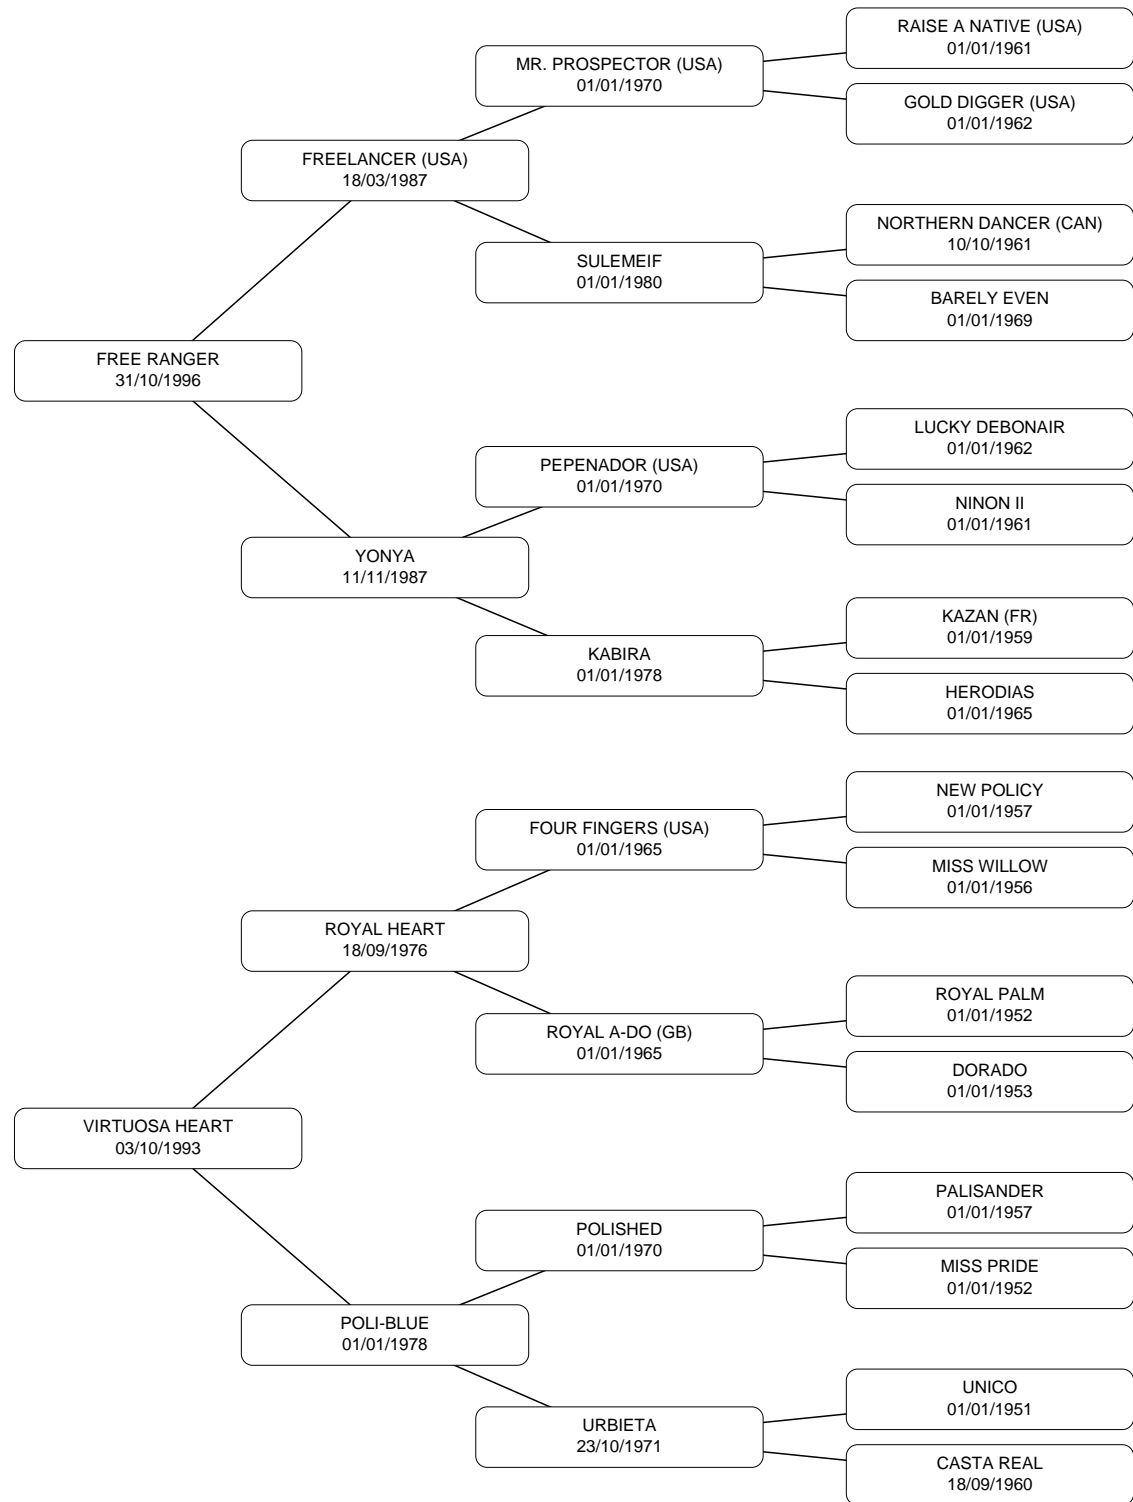 RAISE A NATIVE (USA)
01/01/1961
MR. PROSPECTOR (USA)
01/01/1970
GOLD DIGGER (USA)
01/01/1962
FREELANCER (USA)
18/03/1987
NORTHERN DANCER (CAN)
10/10/1961
SULEMEIF
01/01/1980
BARELY EVEN
01/01/1969
FREE RANGER
31/10/1996
LUCKY DEBONAIR
01/01/1962
PEPENADOR (USA)
01/01/1970
NINON II
01/01/1961
YONYA
11/11/1987
KAZAN (FR)
01/01/1959
KABIRA
01/01/1978
HERODIAS
01/01/1965
NEW POLICY
01/01/1957
FOUR FINGERS (USA)
01/01/1965
MISS WILLOW
01/01/1956
ROYAL HEART
18/09/1976
ROYAL PALM
01/01/1952
ROYAL A-DO (GB)
01/01/1965
DORADO
01/01/1953
VIRTUOSA HEART
03/10/1993
PALISANDER
01/01/1957
POLISHED
01/01/1970
MISS PRIDE
01/01/1952
POLI-BLUE
01/01/1978
UNICO
01/01/1951
URBIETA
23/10/1971
CASTA REAL
18/09/1960